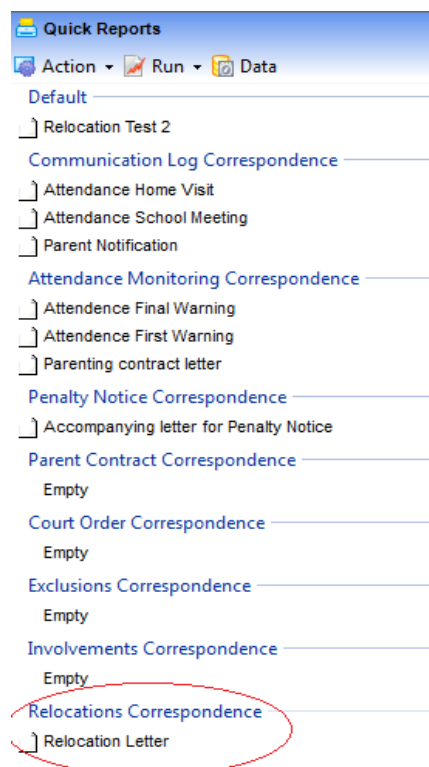 Quick Reports
Action Run Data
Default
Relocation Test 2
Communication Log Correspondence
Attendance Home Visit
Attendance School Meeting
Parent Notification
Attendance Monitoring Correspondence
Attendence Final Warning
Attendence First Warning
Parenting contract letter
Penalty Notice Correspondence
Accompanying letter for Penalty Notice
Parent Contract Correspondence
Empty
Court Order Correspondence
Empty
Exclusions Correspondence
Empty
Involvements Correspondence
Empty
Relocations Correspondence
Relocation Letter